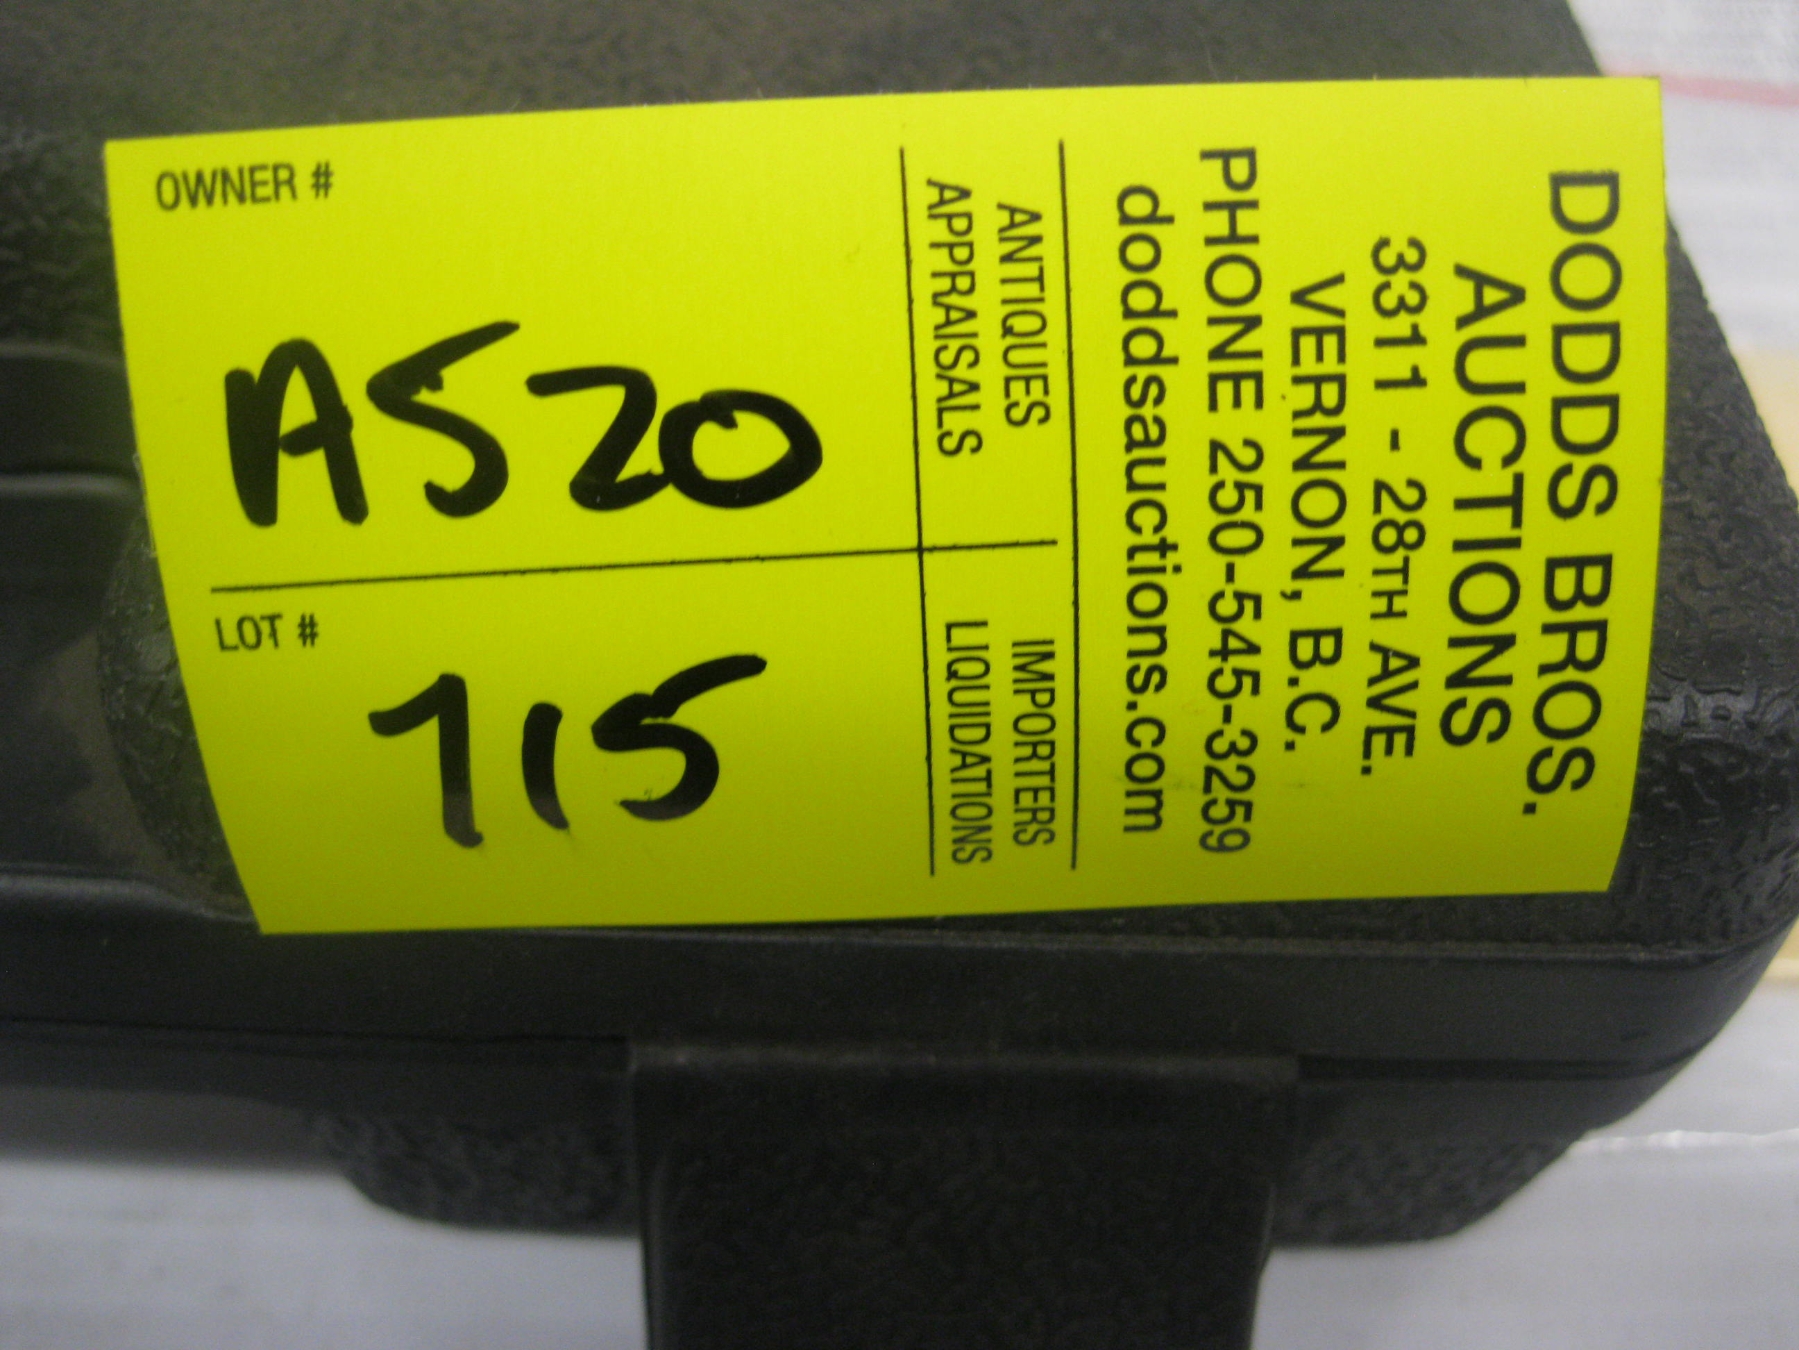 DODDS BROS.
AUCTIONS
3311 - 28TH AVE.
VERNON, B.C.
PHONE 250-545-3259
doddsauctions.com
ANTIQUES
APPRAISALS
IMPORTERS
LIQUIDATIONS
OWNER #
A520
LOT #
715